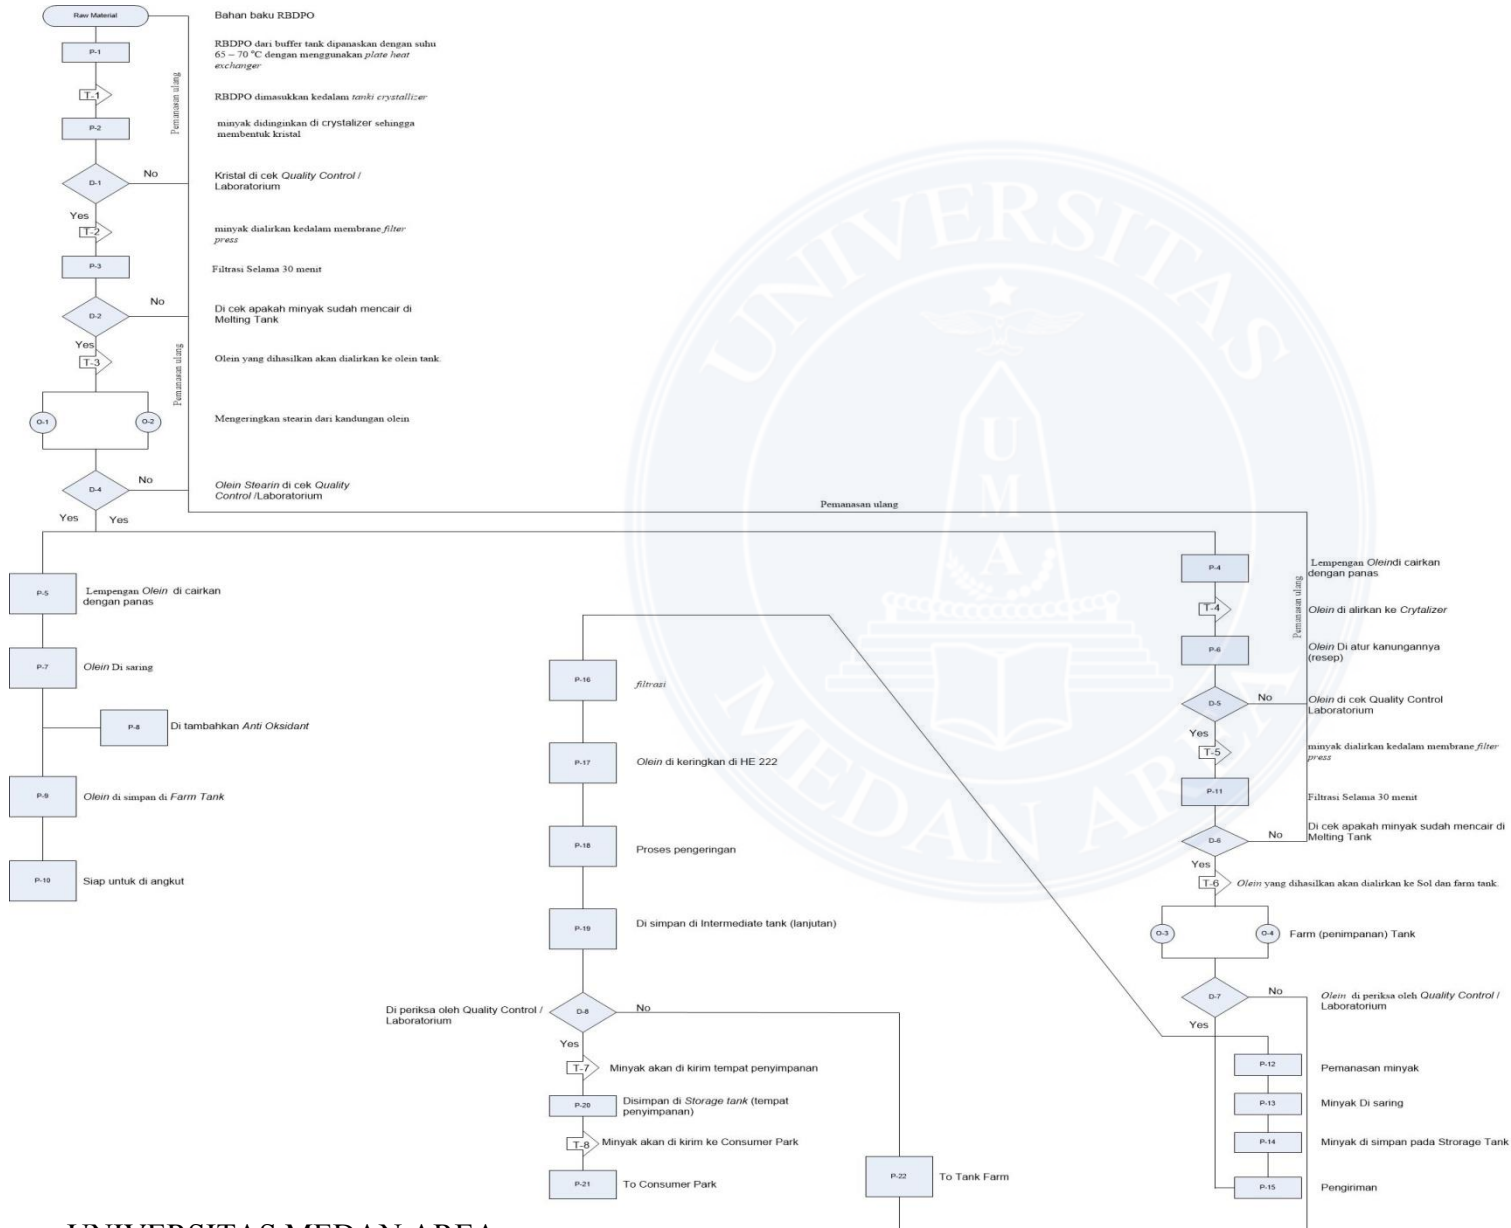 Raw Material
Bahan baku RBDPO
P-1
RBDPO dari buffer tank dipanaskan dengan suhu
65 – 70 °C dengan menggunakan plate heat
exchanger
T-1
RBDPO dimasukkan kedalam tanki crystallizer
Pemanasan ulang
P-2
minyak didinginkan di crystalizer sehingga
membentuk kristal
D-1
No
Kristal di cek Quality Control /
Laboratorium
Yes
T-2
minyak dialirkan kedalam membrane filter
press
P-3
Filtrasi Selama 30 menit
D-2
No
Di cek apakah minyak sudah mencair di
Melting Tank
Yes
T-3
Olein yang dihasilkan akan dialirkan ke olein tank.
Pemanasan ulang
O-1
O-2
Mengeringkan stearin dari kandungan olein
D-4
No
Olein Stearin di cek Quality
Control /Laboratorium
Yes
Yes
Pemanasan ulang
P-5
Lempengan Olein di cairkan
dengan panas
P-7
Olein Di saring
P-8
Di tambahkan Anti Oksidant
P-9
Olein di simpan di Farm Tank
P-10
Siap untuk di angkut
P-16
filtrasi
P-17
Olein di keringkan di HE 222
P-18
Proses pengeringan
P-19
Di simpan di Intermediate tank (lanjutan)
Di periksa oleh Quality Control /
Laboratorium
D-8
No
Yes
T-7
Minyak akan di kirim tempat penyimpanan
P-20
Disimpan di Storage tank (tempat
penyimpanan)
T-8
Minyak akan di kirim ke Consumer Park
P-21
To Consumer Park
P-22
To Tank Farm
P-4
Lempengan Oleindi cairkan
dengan panas
Pemanasan ulang
T-4
Olein di alirkan ke Crytalizer
P-6
Olein Di atur kanungannya
(resep)
D-5
No
Olein di cek Quality Control
Laboratorium
Yes
T-5
minyak dialirkan kedalam membrane filter
press
P-11
Filtrasi Selama 30 menit
D-6
No
Di cek apakah minyak sudah mencair di
Melting Tank
Yes
T-6
Olein yang dihasilkan akan dialirkan ke Sol dan farm tank.
O-3
O-4
Farm (penimpanan) Tank
D-7
No
Olein di periksa oleh Quality Control /
Laboratorium
Yes
P-12
Pemanasan minyak
P-13
Minyak Di saring
P-14
Minyak di simpan pada Strorage Tank
P-15
Pengiriman
UNIVERSITAS
UMA
MEDAN AREA
UNIVERSITAS MEDAN AREA